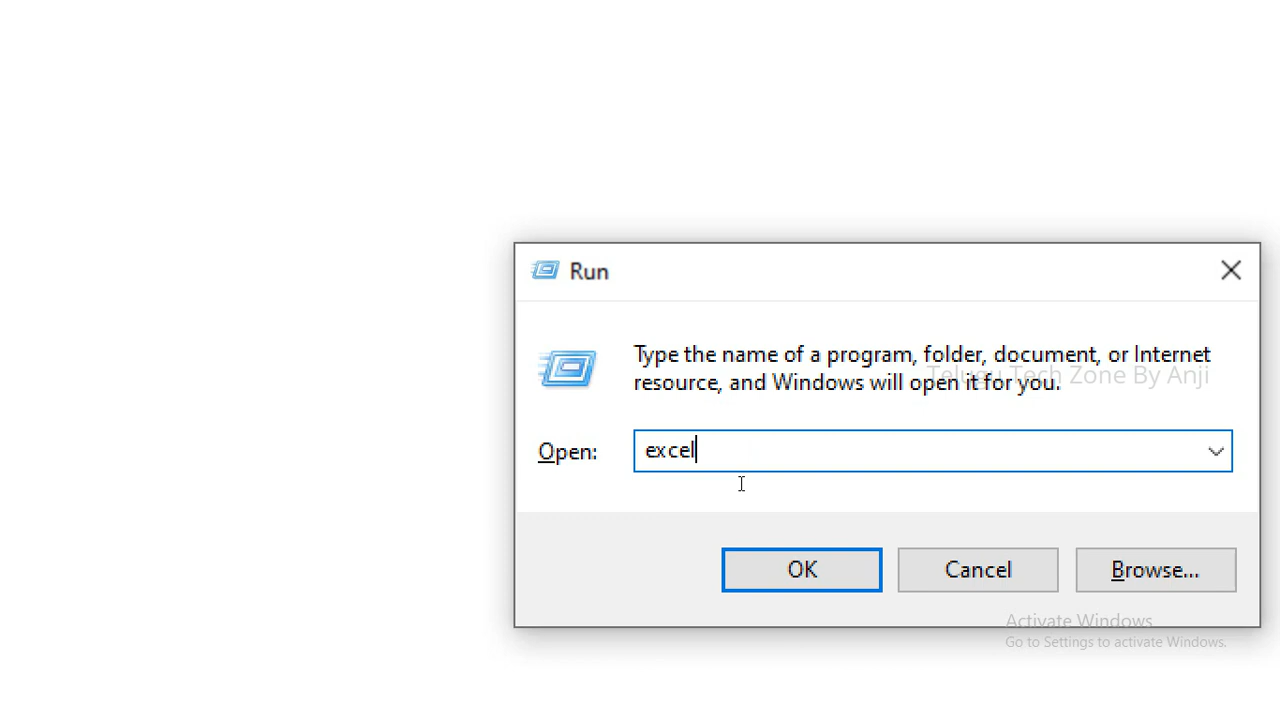 Run
Type the name of a program, folder, document, or Internet
resource, and Windows will open it for you.
Telugu Tech Zone By Anji
Open:
excel
OK
Cancel
Browse...
Activate Windows
Go to Settings to activate Windows.